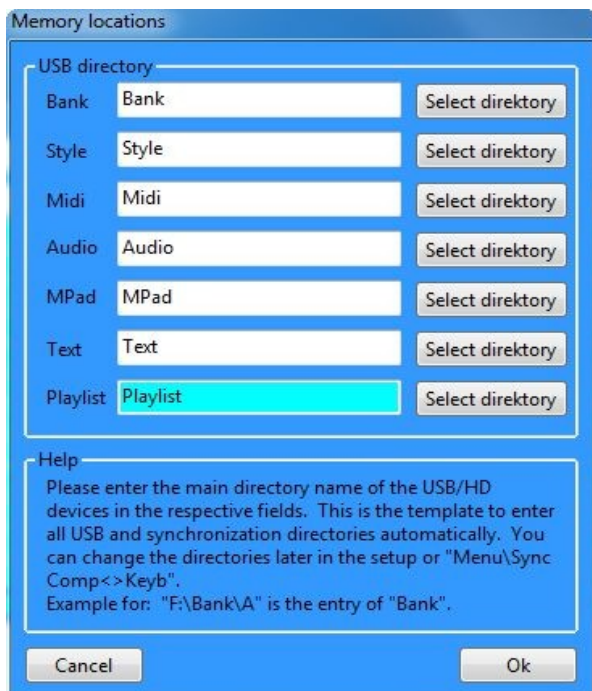 Memory locations
USB directory
Bank Bank Select direktory
Style Style Select direktory
Midi Midi Select direktory
Audio Audio Select direktory
MPad MPad Select direktory
Text Text Select direktory
Playlist Playlist Select direktory
Help
Please enter the main directory name of the USB/HD
devices in the respective fields.  This is the template to enter
all USB and synchronization directories automatically.  You
can change the directories later in the setup or "Menu\Sync
Comp<>Keyb".
Example for:  "F:\Bank\A" is the entry of "Bank".
Cancel Ok